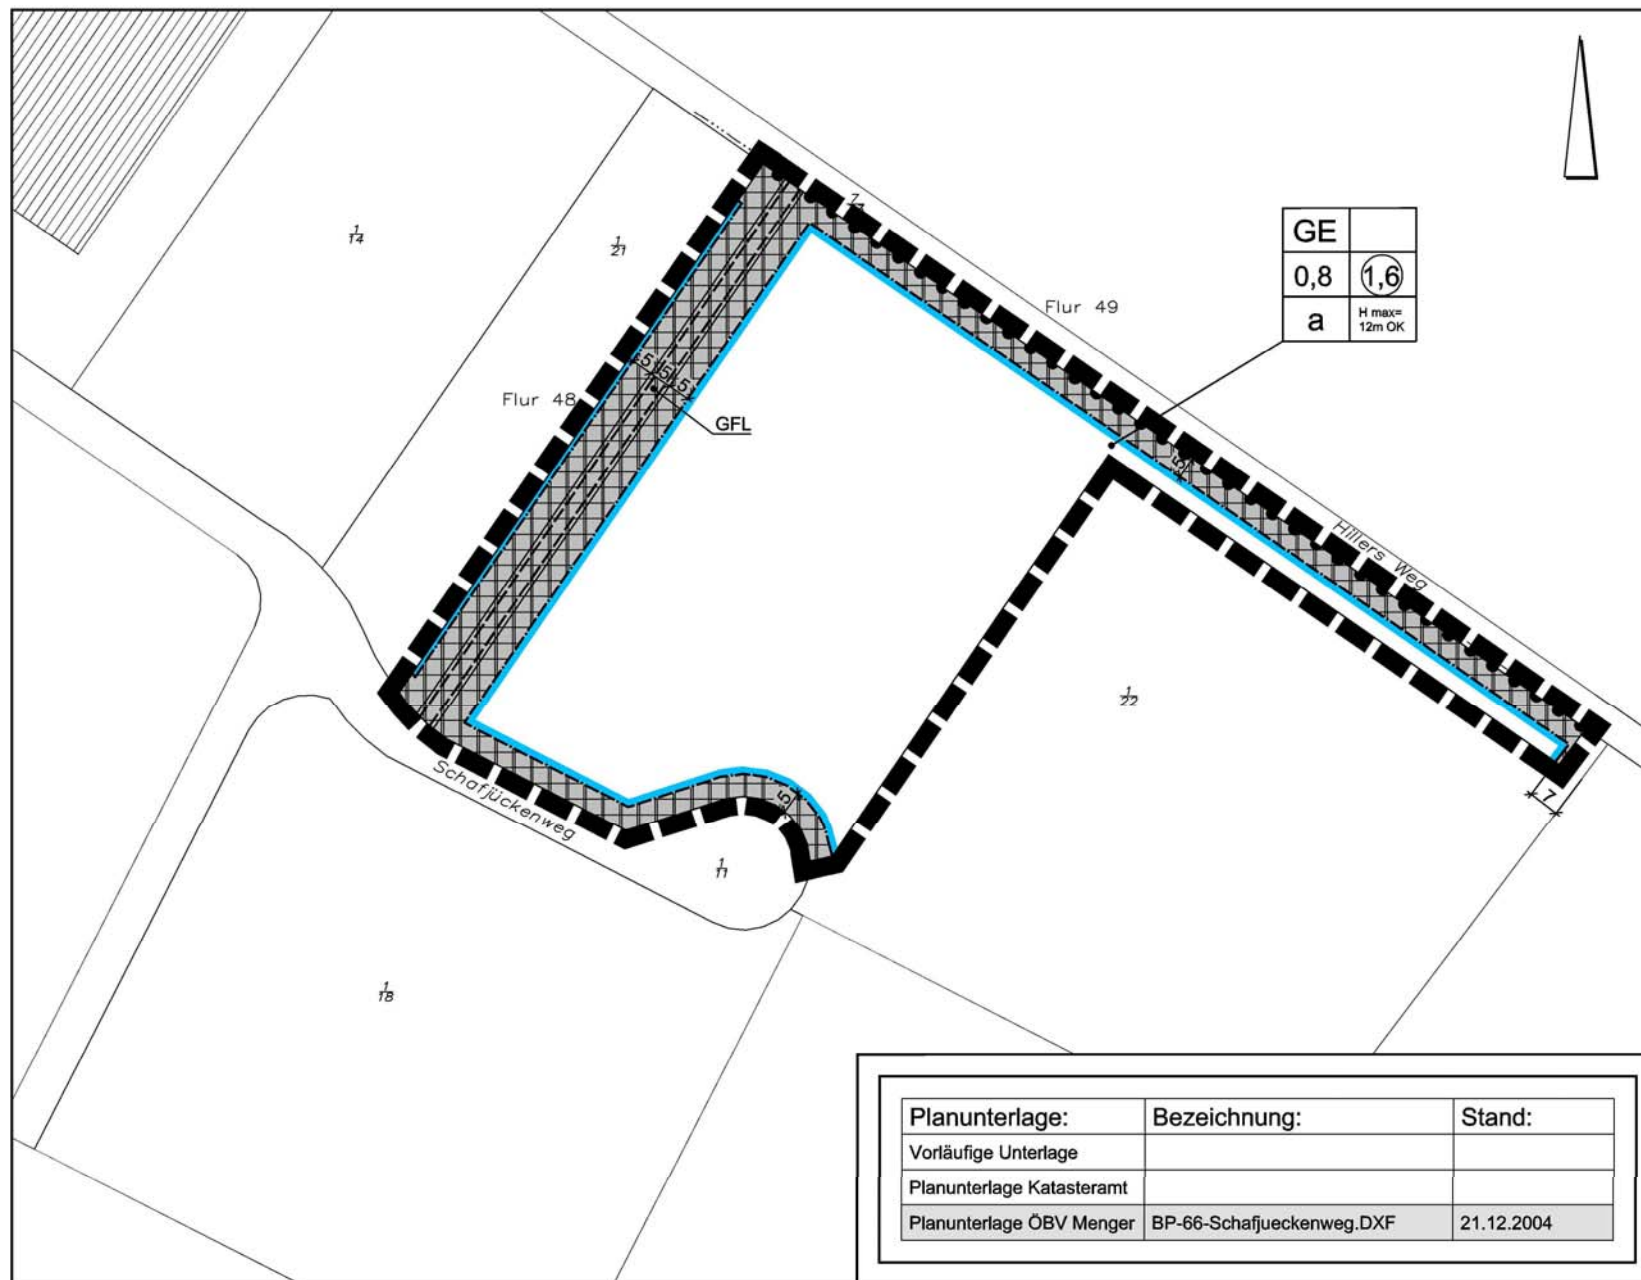 1/14
1/21
7
Flur 49
GE
0,8 1,6
a H max= 12m OK
Flur 48
5 5 5
GFL
5
Hillers Weg
1/22
Schafjückenweg
5
7
1/11
1/18
Planunterlage: Bezeichnung: Stand:
Vorläufige Unterlage
Planunterlage Katasteramt
Planunterlage ÖBV Menger BP-66-Schafjueckenweg.DXF 21.12.2004